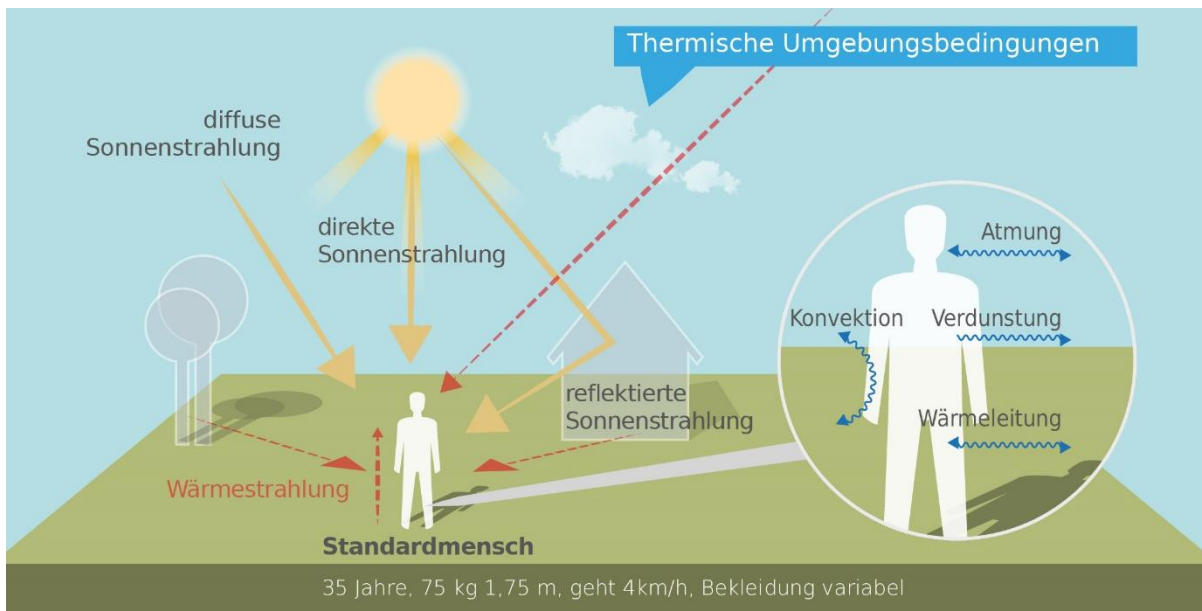 Thermische Umgebungsbedingungen
diffuse
Sonnenstrahlung
direkte
Sonnenstrahlung
reflektierte
Sonnenstrahlung
Wärmestrahlung
Standardmensch
Atmung
Konvektion
Verdunstung
Wärmeleitung
35 Jahre, 75 kg 1,75 m, geht 4km/h, Bekleidung variabel